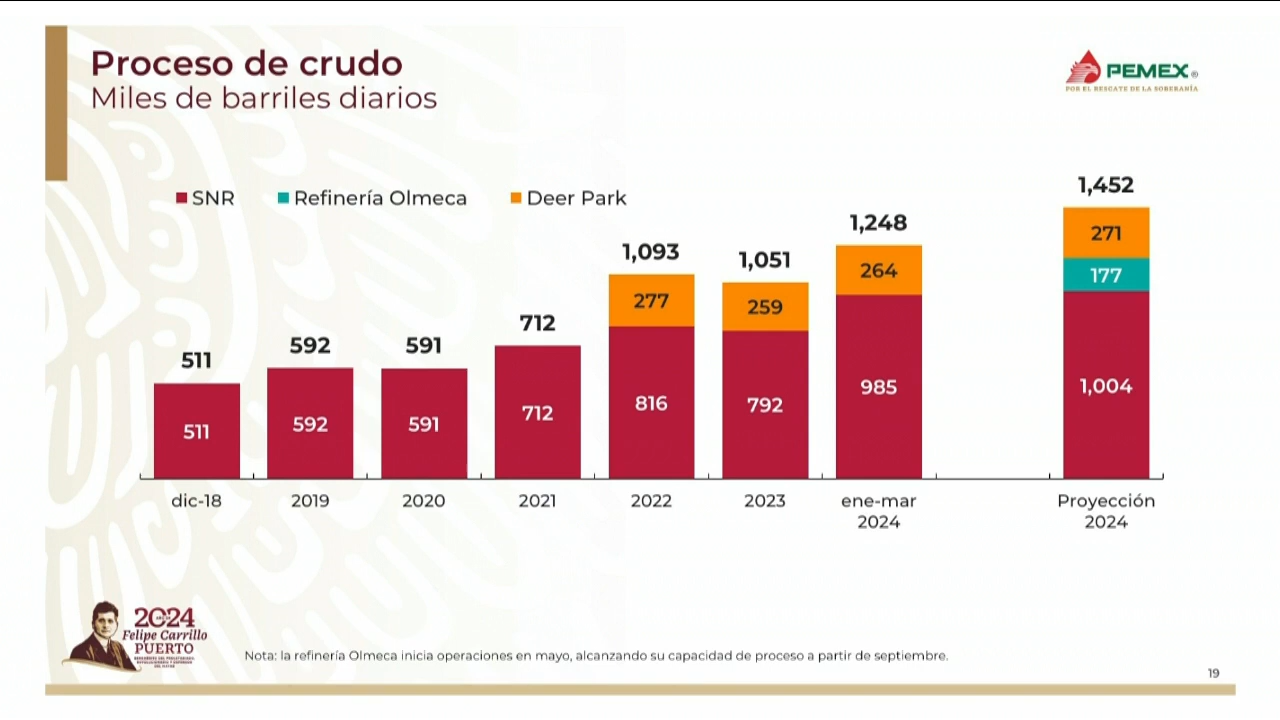 Proceso de crudo
Miles de barriles diarios
PEMEX®
POR EL RESCATE DE LA SOBERANÍA
SNR
Refinería Olmeca
Deer Park
511
592
591
712
1,093
1,051
1,248
1,452
277
259
264
271
177
511
592
591
712
816
792
985
1,004
dic-18
2019
2020
2021
2022
2023
ene-mar
2024
Proyección
2024
2024
Felipe Carrillo
PUERTO
Nota: la refinería Olmeca inicia operaciones en mayo, alcanzando su capacidad de proceso a partir de septiembre.
19